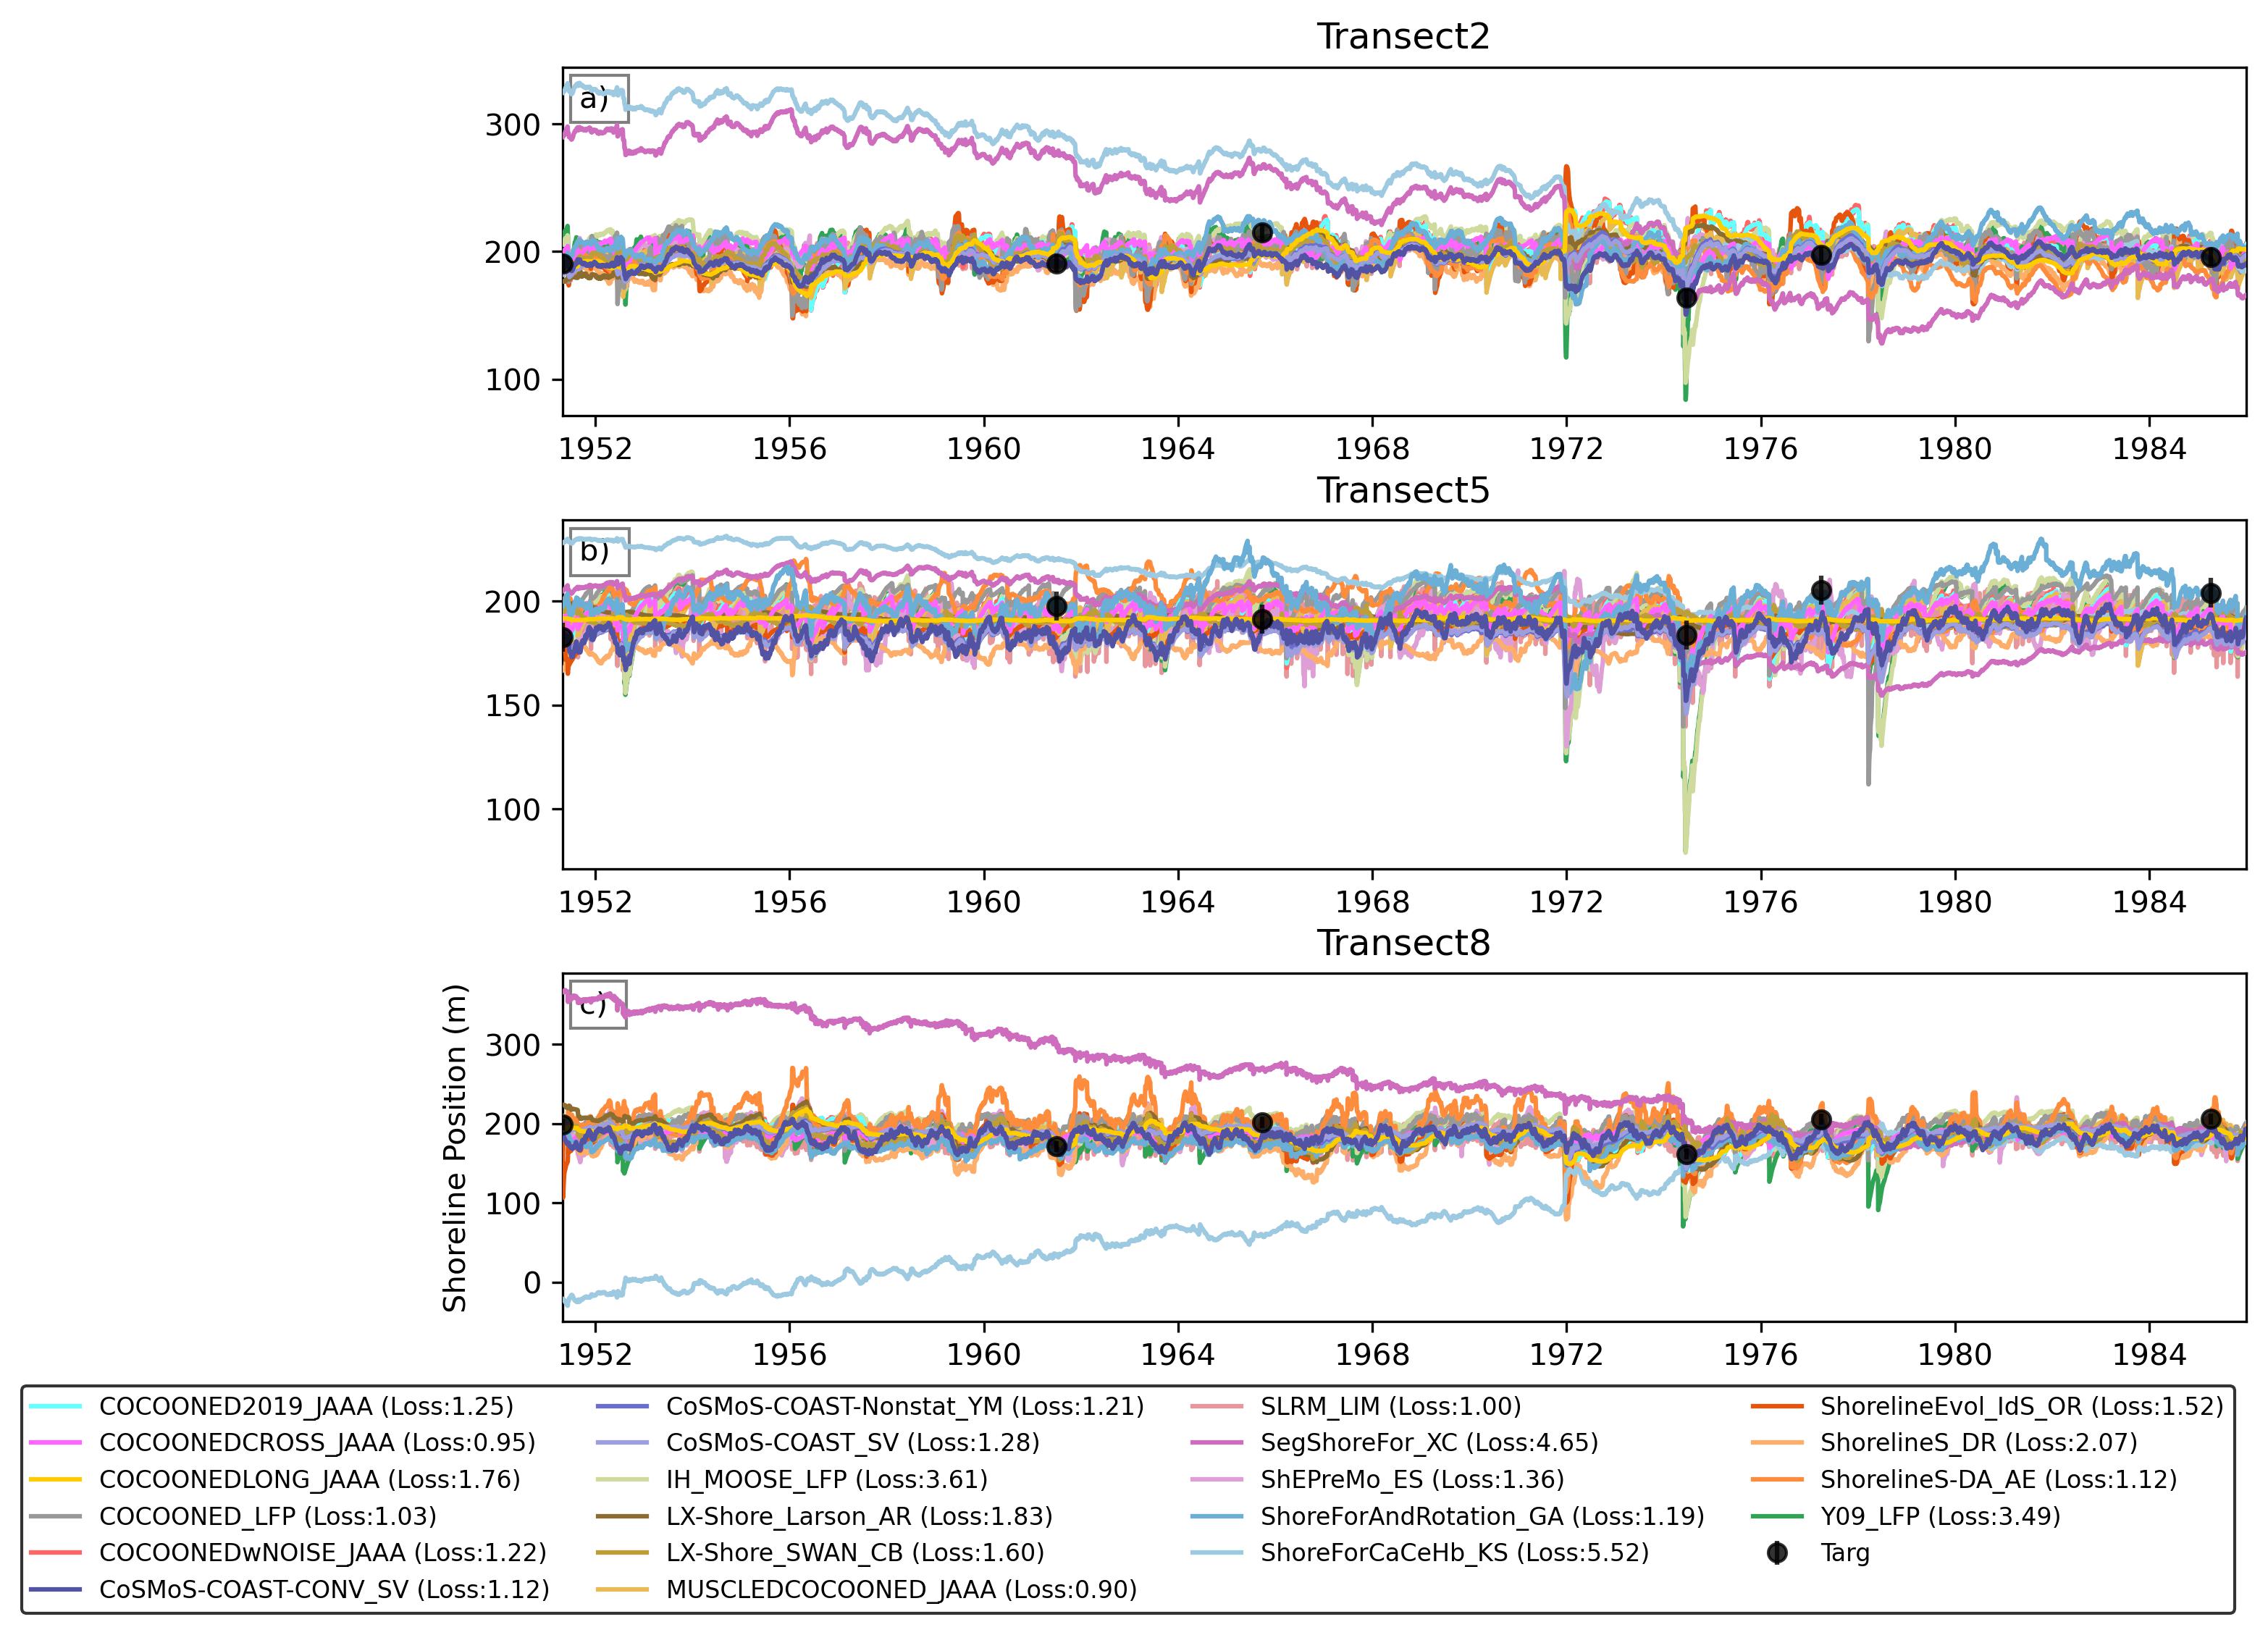 Transect2
a)
300
200
100
1952 1956 1960 1964 1968 1972 1976 1980 1984
Transect5
b)
200
150
100
1952 1956 1960 1964 1968 1972 1976 1980 1984
Transect8
c)
Shoreline Position (m)
300
200
100
0
1952 1956 1960 1964 1968 1972 1976 1980 1984
COCOONED2019_JAAA (Loss:1.25)
COCOONEDCROSS_JAAA (Loss:0.95)
COCOONEDLONG_JAAA (Loss:1.76)
COCOONED_LFP (Loss:1.03)
COCOONEDwNOISE_JAAA (Loss:1.22)
CoSMoS-COAST-CONV_SV (Loss:1.12)
CoSMoS-COAST-Nonstat_YM (Loss:1.21)
CoSMoS-COAST_SV (Loss:1.28)
IH_MOOSE_LFP (Loss:3.61)
LX-Shore_Larson_AR (Loss:1.83)
LX-Shore_SWAN_CB (Loss:1.60)
MUSCLEDCOCOONED_JAAA (Loss:0.90)
SLRM_LIM (Loss:1.00)
SegShoreFor_XC (Loss:4.65)
ShEPreMo_ES (Loss:1.36)
ShoreForAndRotation_GA (Loss:1.19)
ShoreForCaCeHb_KS (Loss:5.52)
ShorelineEvol_IdS_OR (Loss:1.52)
ShorelineS_DR (Loss:2.07)
ShorelineS-DA_AE (Loss:1.12)
Y09_LFP (Loss:3.49)
Targ